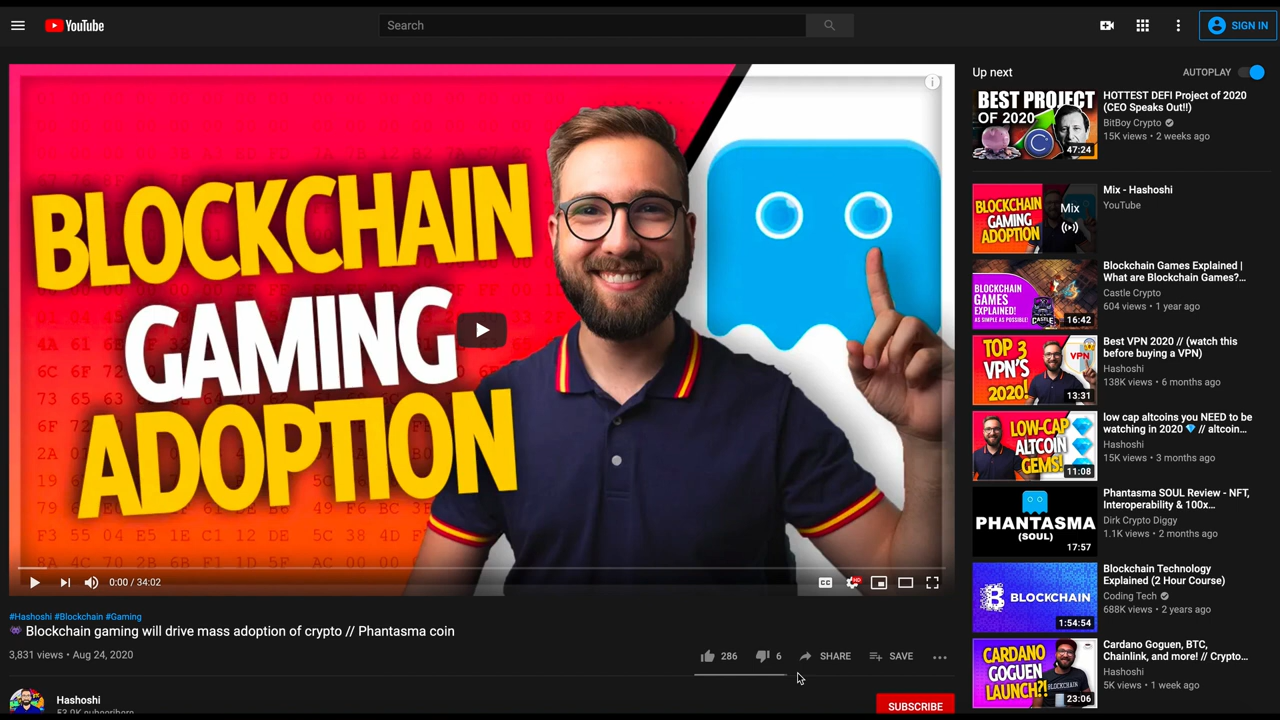 YouTube
Search
SIGN IN
BLOCKCHAIN
GAMING
ADOPTION
0:00 / 34:02
CC
HD
#Hashoshi #Blockchain #Gaming
👾 Blockchain gaming will drive mass adoption of crypto // Phantasma coin
3,831 views • Aug 24, 2020
286
6
SHARE
SAVE
Hashoshi
SUBSCRIBE
Up next
AUTOPLAY
BEST PROJECT
OF 2020
47:24
HOTTEST DEFI Project of 2020
(CEO Speaks Out!!)
BitBoy Crypto
15K views • 2 weeks ago
BLOCKCHAIN
GAMING
ADOPTION
Mix
Mix - Hashoshi
YouTube
BLOCKCHAIN
GAMES
EXPLAINED!
AS SIMPLE AS POSSIBLE!
CASTLE
16:42
Blockchain Games Explained |
What are Blockchain Games?...
Castle Crypto
604 views • 1 year ago
TOP 3
VPN'S
2020!
VPN
13:31
Best VPN 2020 // (watch this
before buying a VPN)
Hashoshi
138K views • 6 months ago
LOW-CAP
ALTCOIN
GEMS!
11:08
low cap altcoins you NEED to be
watching in 2020 💎 // altcoin...
Hashoshi
15K views • 3 months ago
PHANTASMA
(SOUL)
17:57
Phantasma SOUL Review - NFT,
Interoperability & 100x...
Dirk Crypto Diggy
1.1K views • 2 months ago
BLOCKCHAIN
1:54:54
Blockchain Technology
Explained (2 Hour Course)
Coding Tech
688K views • 2 years ago
CARDANO
GOGUEN
LAUNCH?!
BLOCKCHAIN
23:06
Cardano Goguen, BTC,
Chainlink, and more! // Crypto...
Hashoshi
5K views • 1 week ago